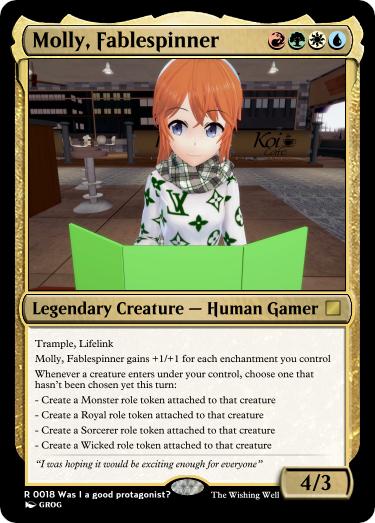 Molly, Fablespinner
Koi
Cafe
Legendary Creature — Human Gamer
Trample, Lifelink
Molly, Fablespinner gains +1/+1 for each enchantment you control
Whenever a creature enters under your control, choose one that
hasn't been chosen yet this turn:
- Create a Monster role token attached to that creature
- Create a Royal role token attached to that creature
- Create a Sorcerer role token attached to that creature
- Create a Wicked role token attached to that creature
"I was hoping it would be exciting enough for everyone"
4/3
R 0018 Was I a good protagonist?
The Wishing Well
GROG